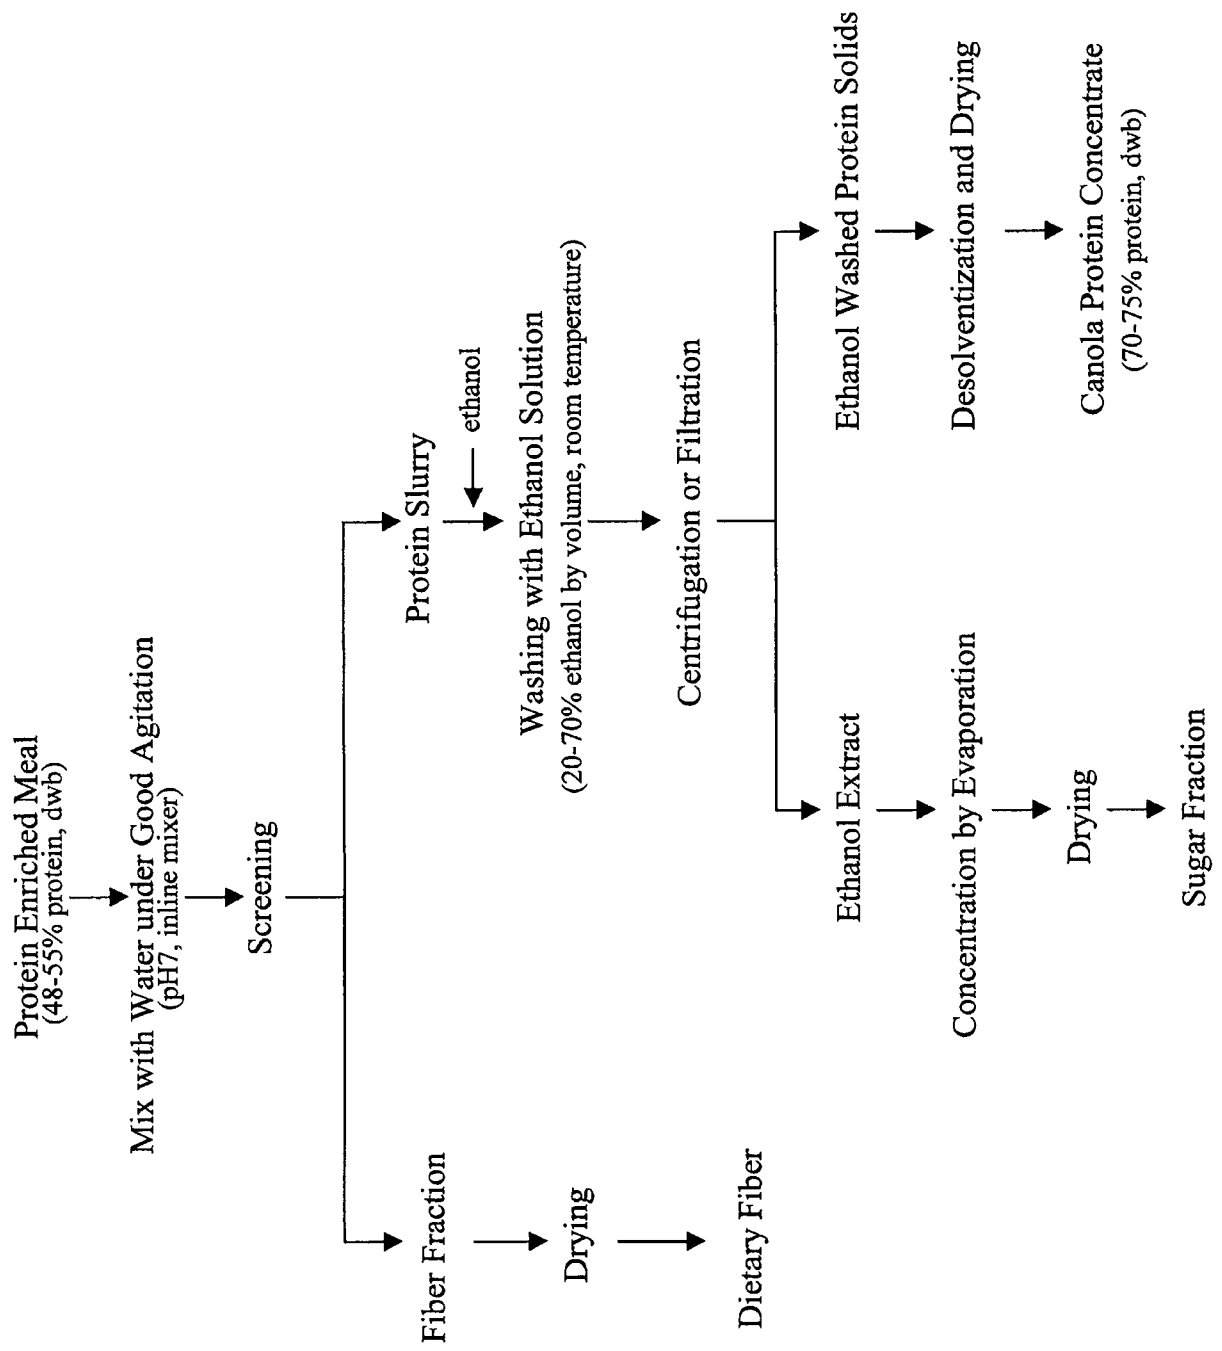 Protein Enriched Meal
(48-55% protein, dwb)
Mix with Water under Good Agitation
(pH7, inline mixer)
Screening
Fiber Fraction
Drying
Dietary Fiber
Protein Slurry
ethanol
Washing with Ethanol Solution
(20-70% ethanol by volume, room temperature)
Centrifugation or Filtration
Ethanol Extract
Concentration by Evaporation
Drying
Sugar Fraction
Ethanol Washed Protein Solids
Desolventization and Drying
Canola Protein Concentrate
(70-75% protein, dwb)